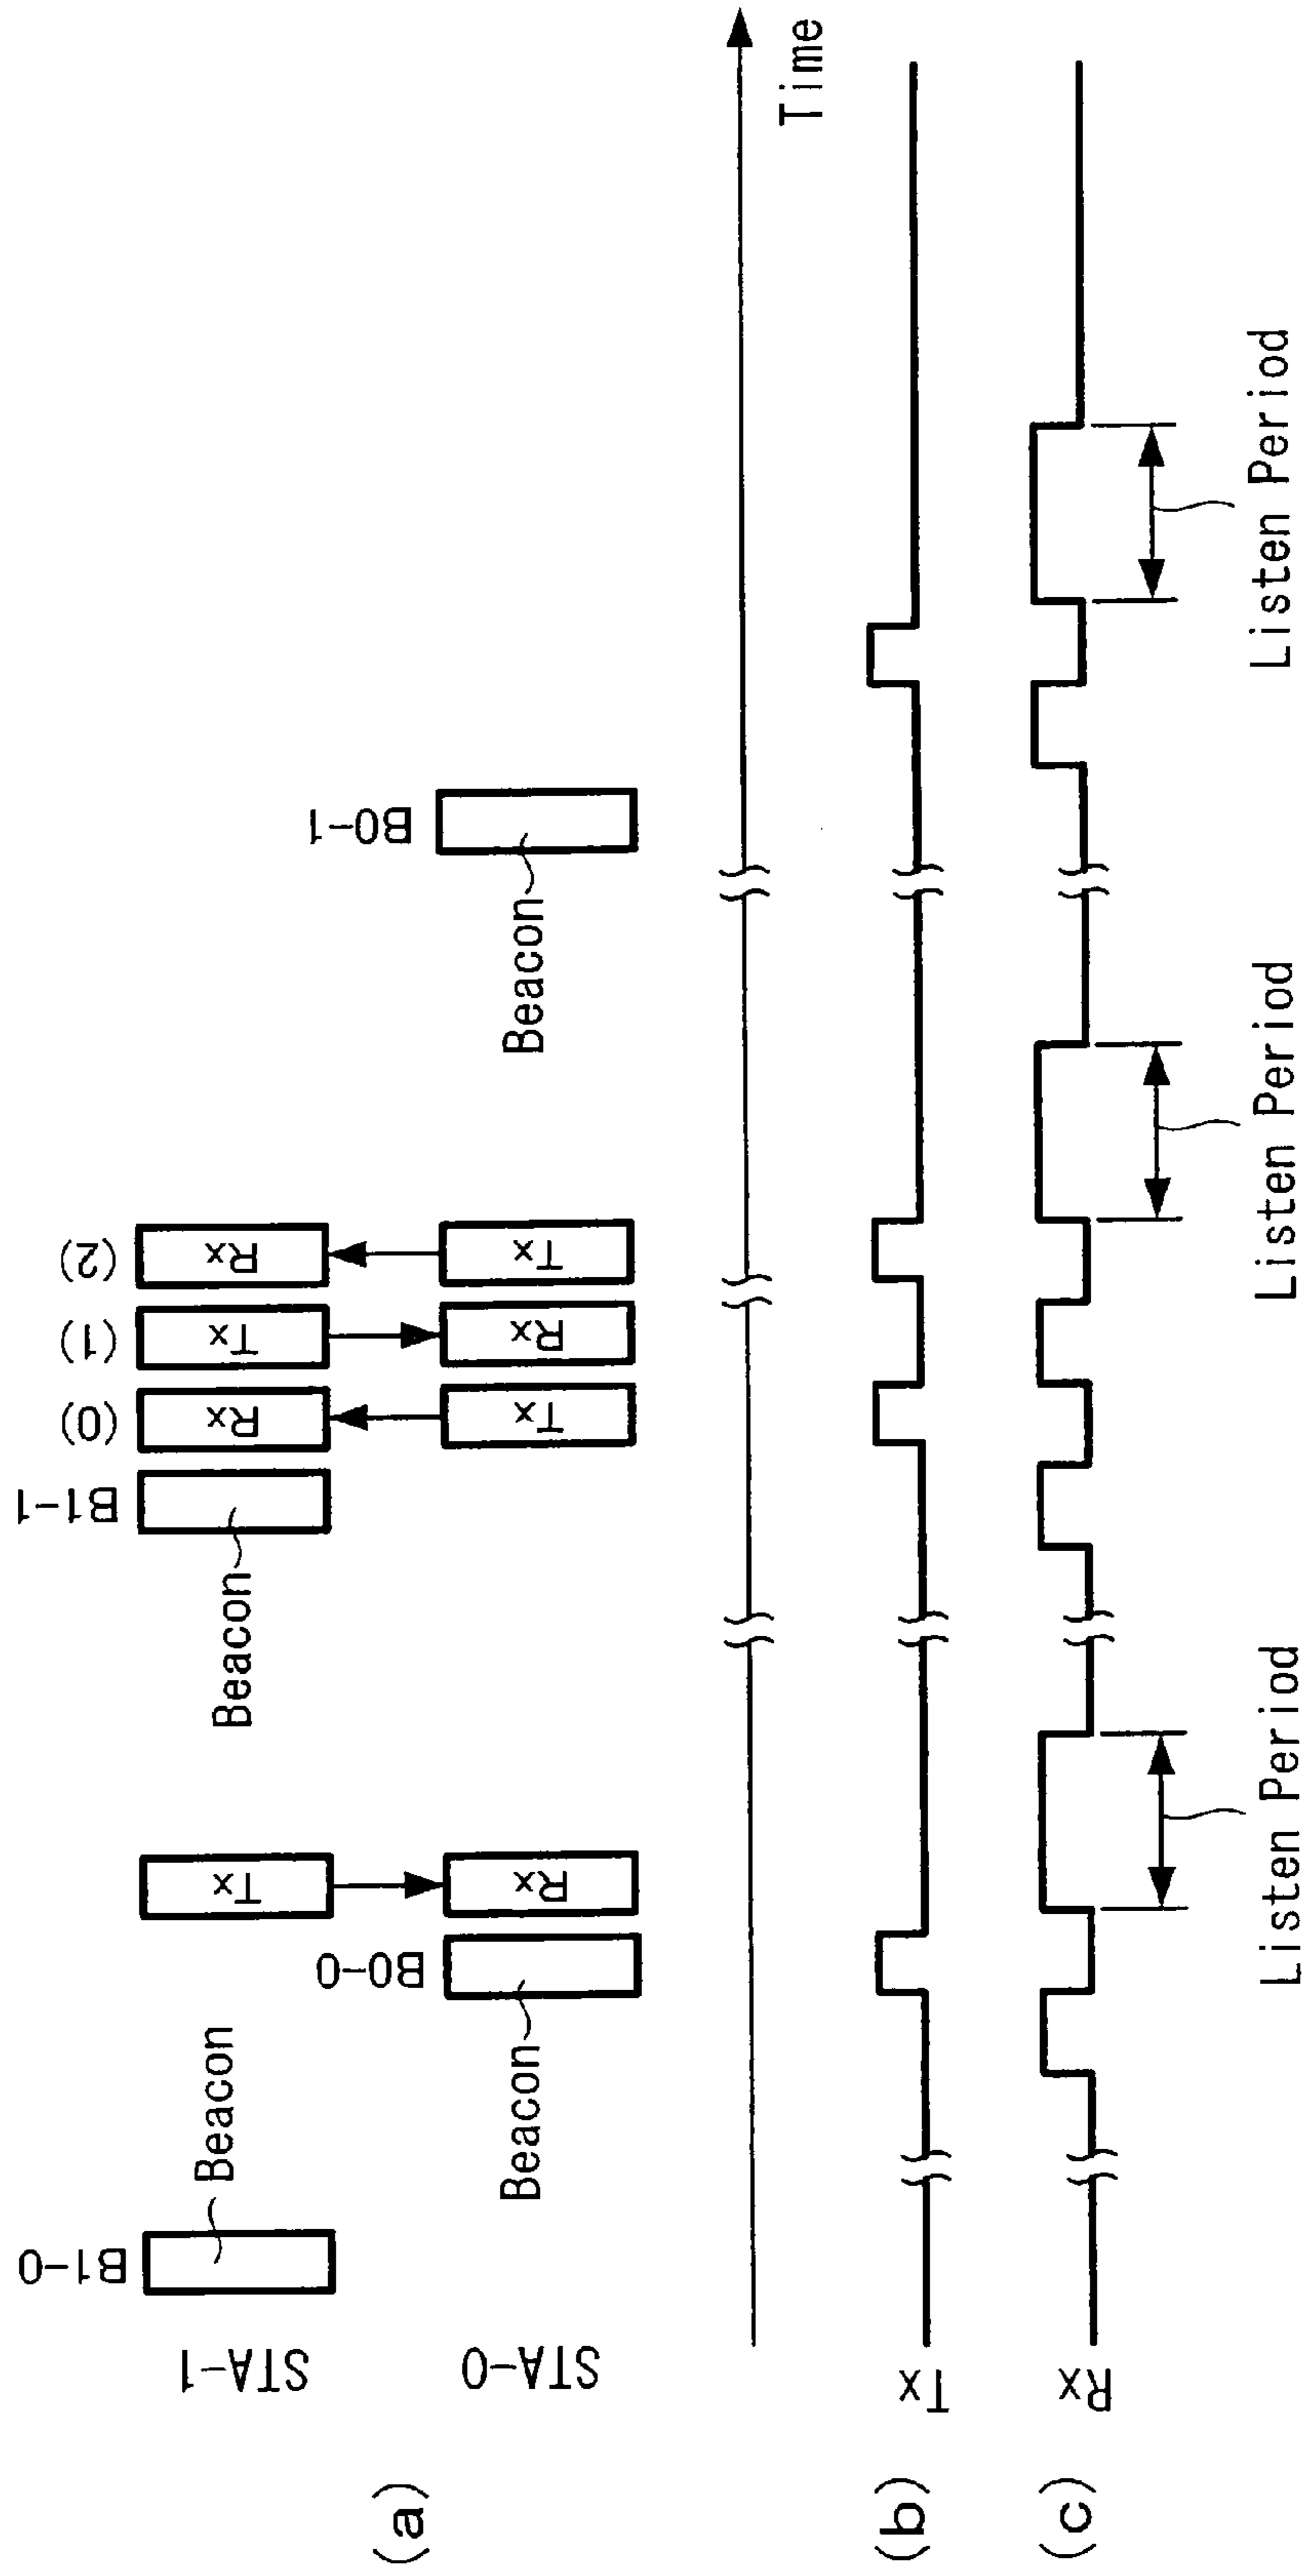 (a)
STA-1
B1-0
Beacon
Tx
B1-1
Beacon
(0)
Rx
(1)
Tx
(2)
Rx
STA-0
B0-0
Beacon
Rx
Tx
Rx
Tx
B0-1
Beacon
Time
(b)
Tx
(c)
Rx
Listen Period
Listen Period
Listen Period